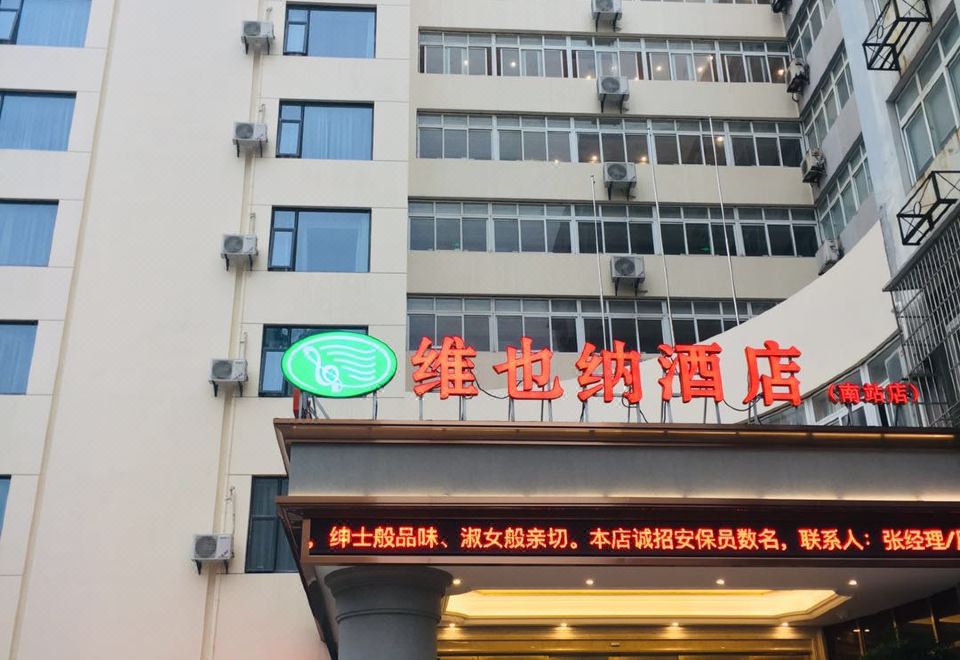 维也纳酒店(南站店)
，绅士般品味、淑女般亲切。本店诚招安保员数名，联系人：张经理/